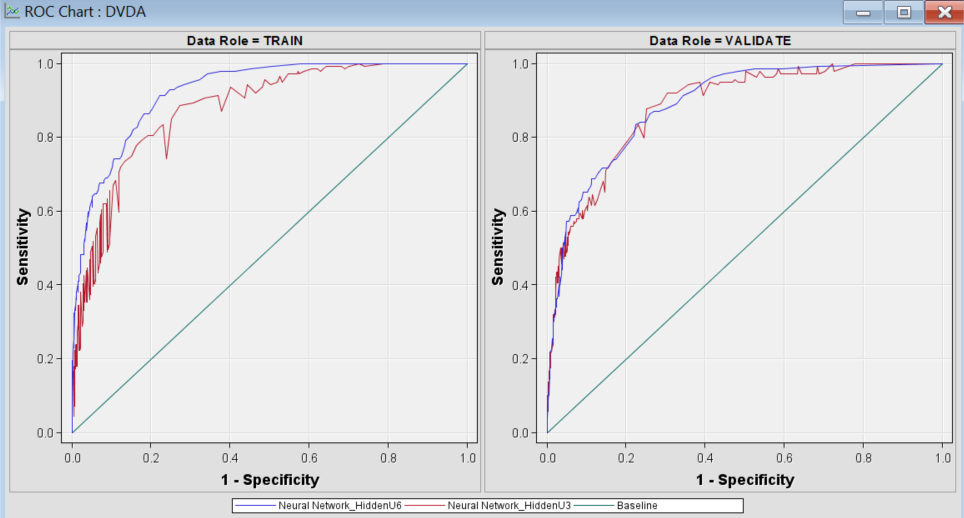 ROC Chart : DVDA
Data Role = TRAIN
Data Role = VALIDATE
1.0
0.8
0.6
0.4
0.2
0.0
Sensitivity
0.0 0.2 0.4 0.6 0.8 1.0
1 - Specificity
1.0
0.8
0.6
0.4
0.2
0.0
Sensitivity
0.0 0.2 0.4 0.6 0.8 1.0
1 - Specificity
Neural Network_HiddenU6 Neural Network_HiddenU3 Baseline